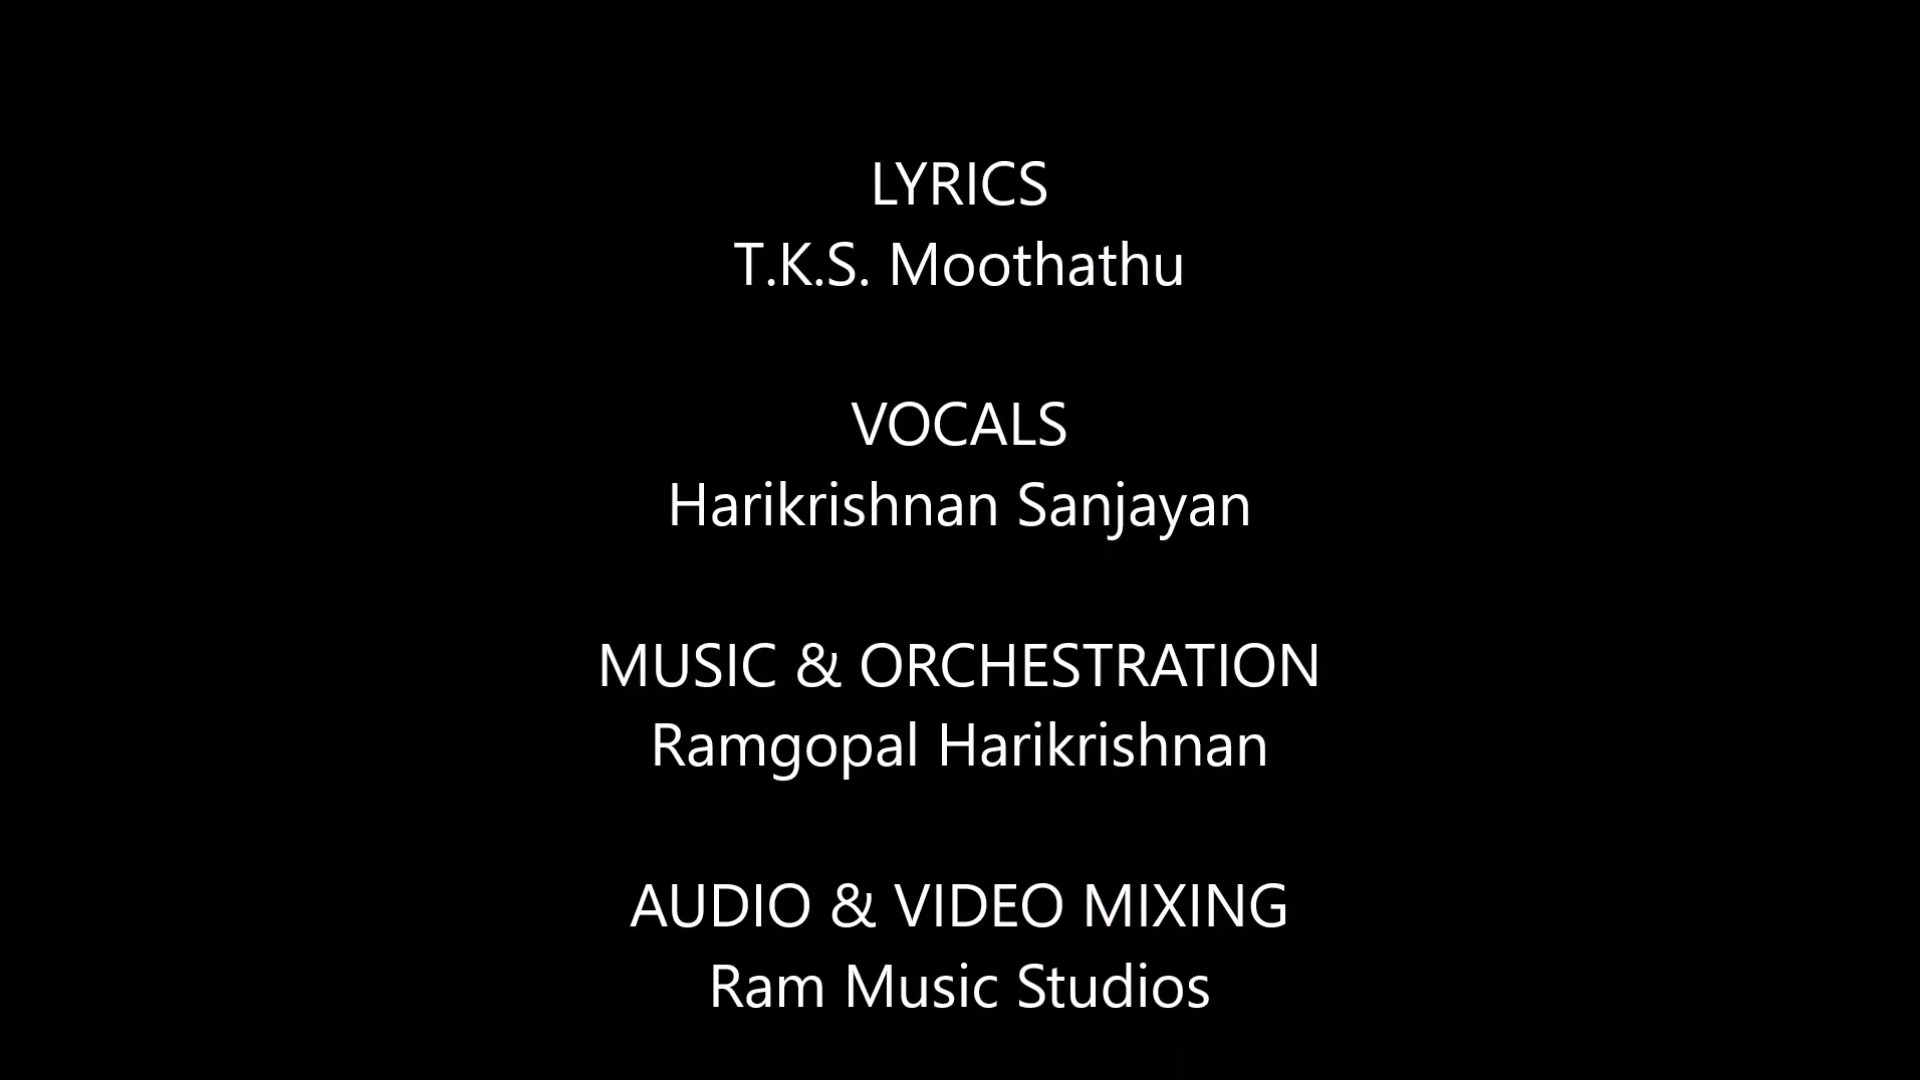 LYRICS
T.K.S. Moothathu
VOCALS
Harikrishnan Sanjayan
MUSIC & ORCHESTRATION
Ramgopal Harikrishnan
AUDIO & VIDEO MIXING
Ram Music Studios